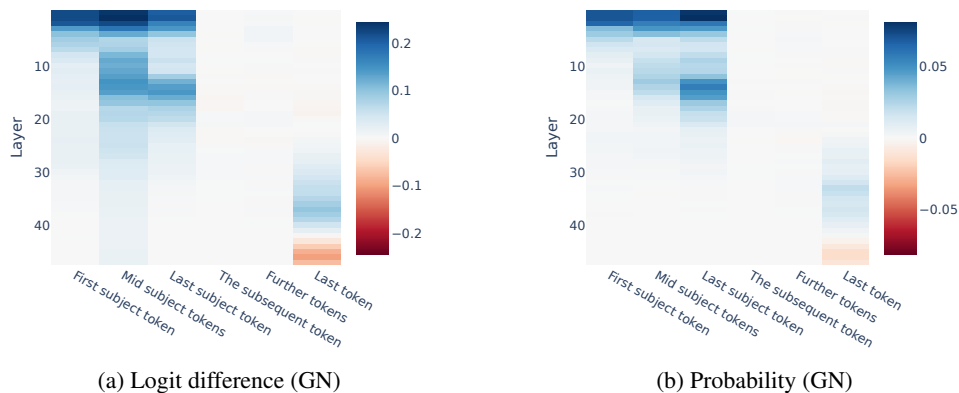 0.2
0.1
0
−0.1
−0.2
10
20
30
40
Layer
First subject token
Mid subject tokens
Last subject token
The subsequent token
Further tokens
Last token
(a) Logit difference (GN)
0.05
0
−0.05
10
20
30
40
Layer
First subject token
Mid subject tokens
Last subject token
The subsequent token
Further tokens
Last token
(b) Probability (GN)